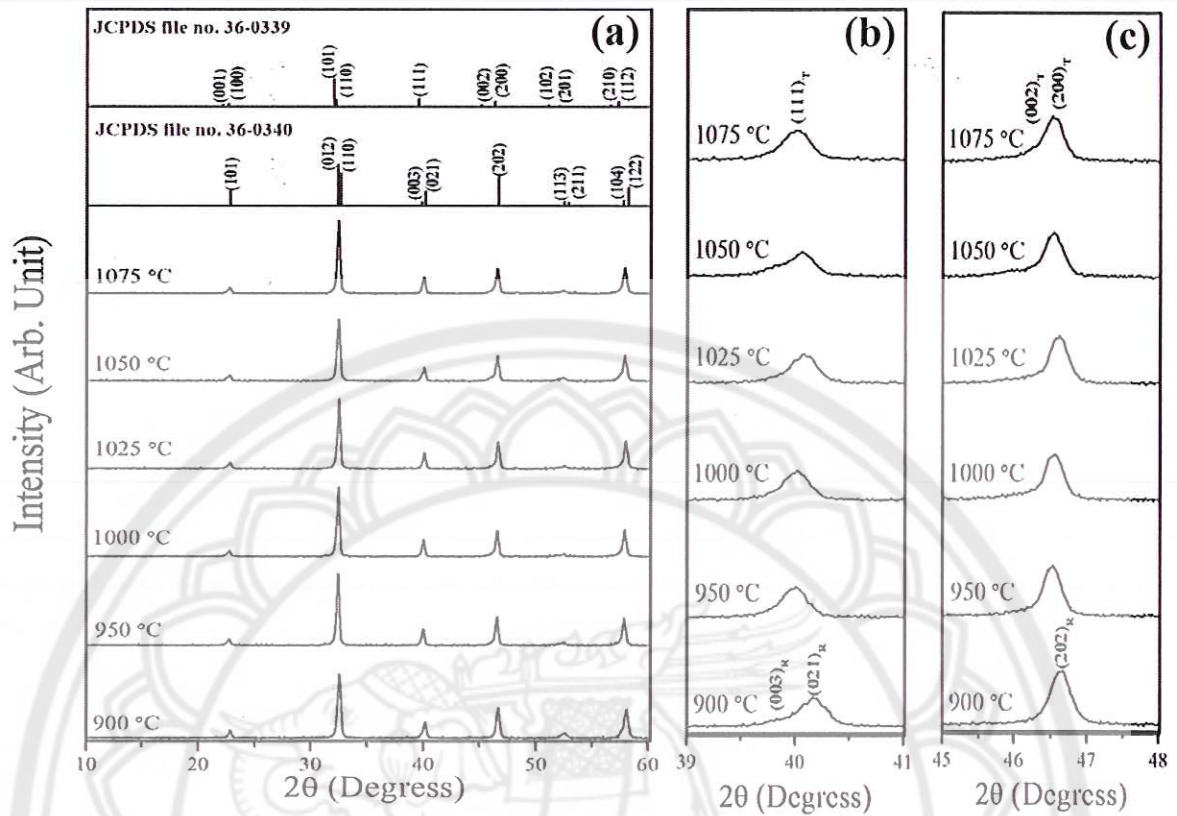 JCPDS file no. 36-0339
(a)
(001)
(100)
(101)
(110)
(111)
(002)
(200)
(102)
(201)
(210)
(112)
JCPDS file no. 36-0340
(101)
(012)
(110)
(003)
(021)
(202)
(113)
(211)
(104)
(122)
1075 °C
1050 °C
1025 °C
1000 °C
950 °C
900 °C
10 20 30 40 50 60
2θ (Degress)
Intensity (Arb. Unit)
(b)
(111)T
1075 °C
1050 °C
1025 °C
1000 °C
950 °C
(003)R
(021)R
900 °C
39 40 41
2θ (Degress)
(c)
(002)T
(200)T
1075 °C
1050 °C
1025 °C
1000 °C
950 °C
(202)R
900 °C
45 46 47 48
2θ (Degress)